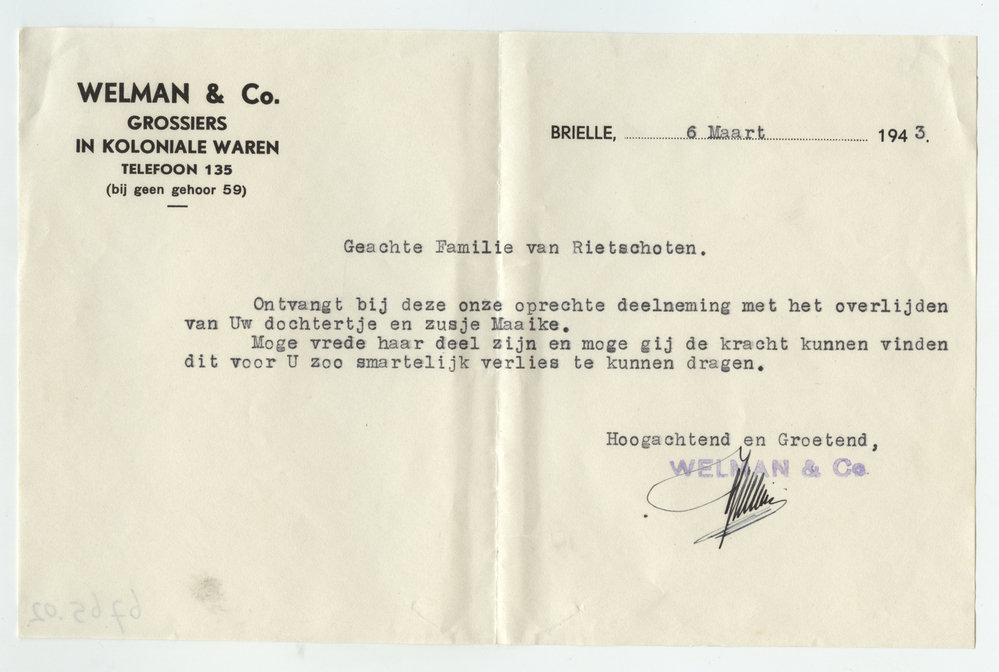 WELMAN & Co.
GROSSIERS
IN KOLONIALE WAREN
TELEFOON 135
(bij geen gehoor 59)
BRIELLE, 6 Maart 1943.
Geachte Familie van Rietschoten.
Ontvangt bij deze onze oprechte deelneming met het overlijden
van Uw dochtertje en zusje Maaike.
Moge vrede haar deel zijn en moge gij de kracht kunnen vinden
dit voor U zoo smartelijk verlies te kunnen dragen.
Hoogachtend en Groetend,
WELMAN & Co.
6765.02